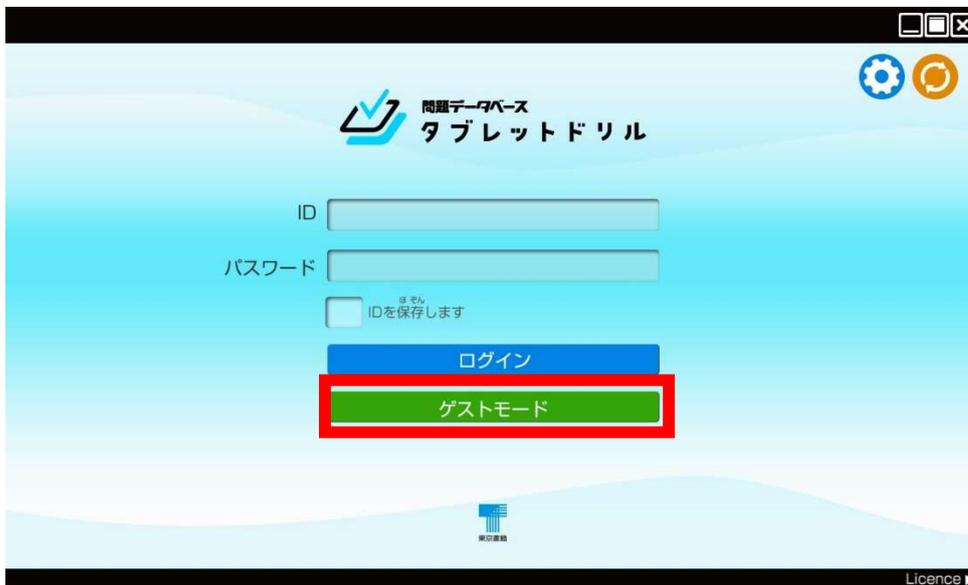 問題データベース
タブレットドリル
ID
パスワード
ほぞん
IDを保存します
ログイン
ゲストモード
東京書籍
Licence